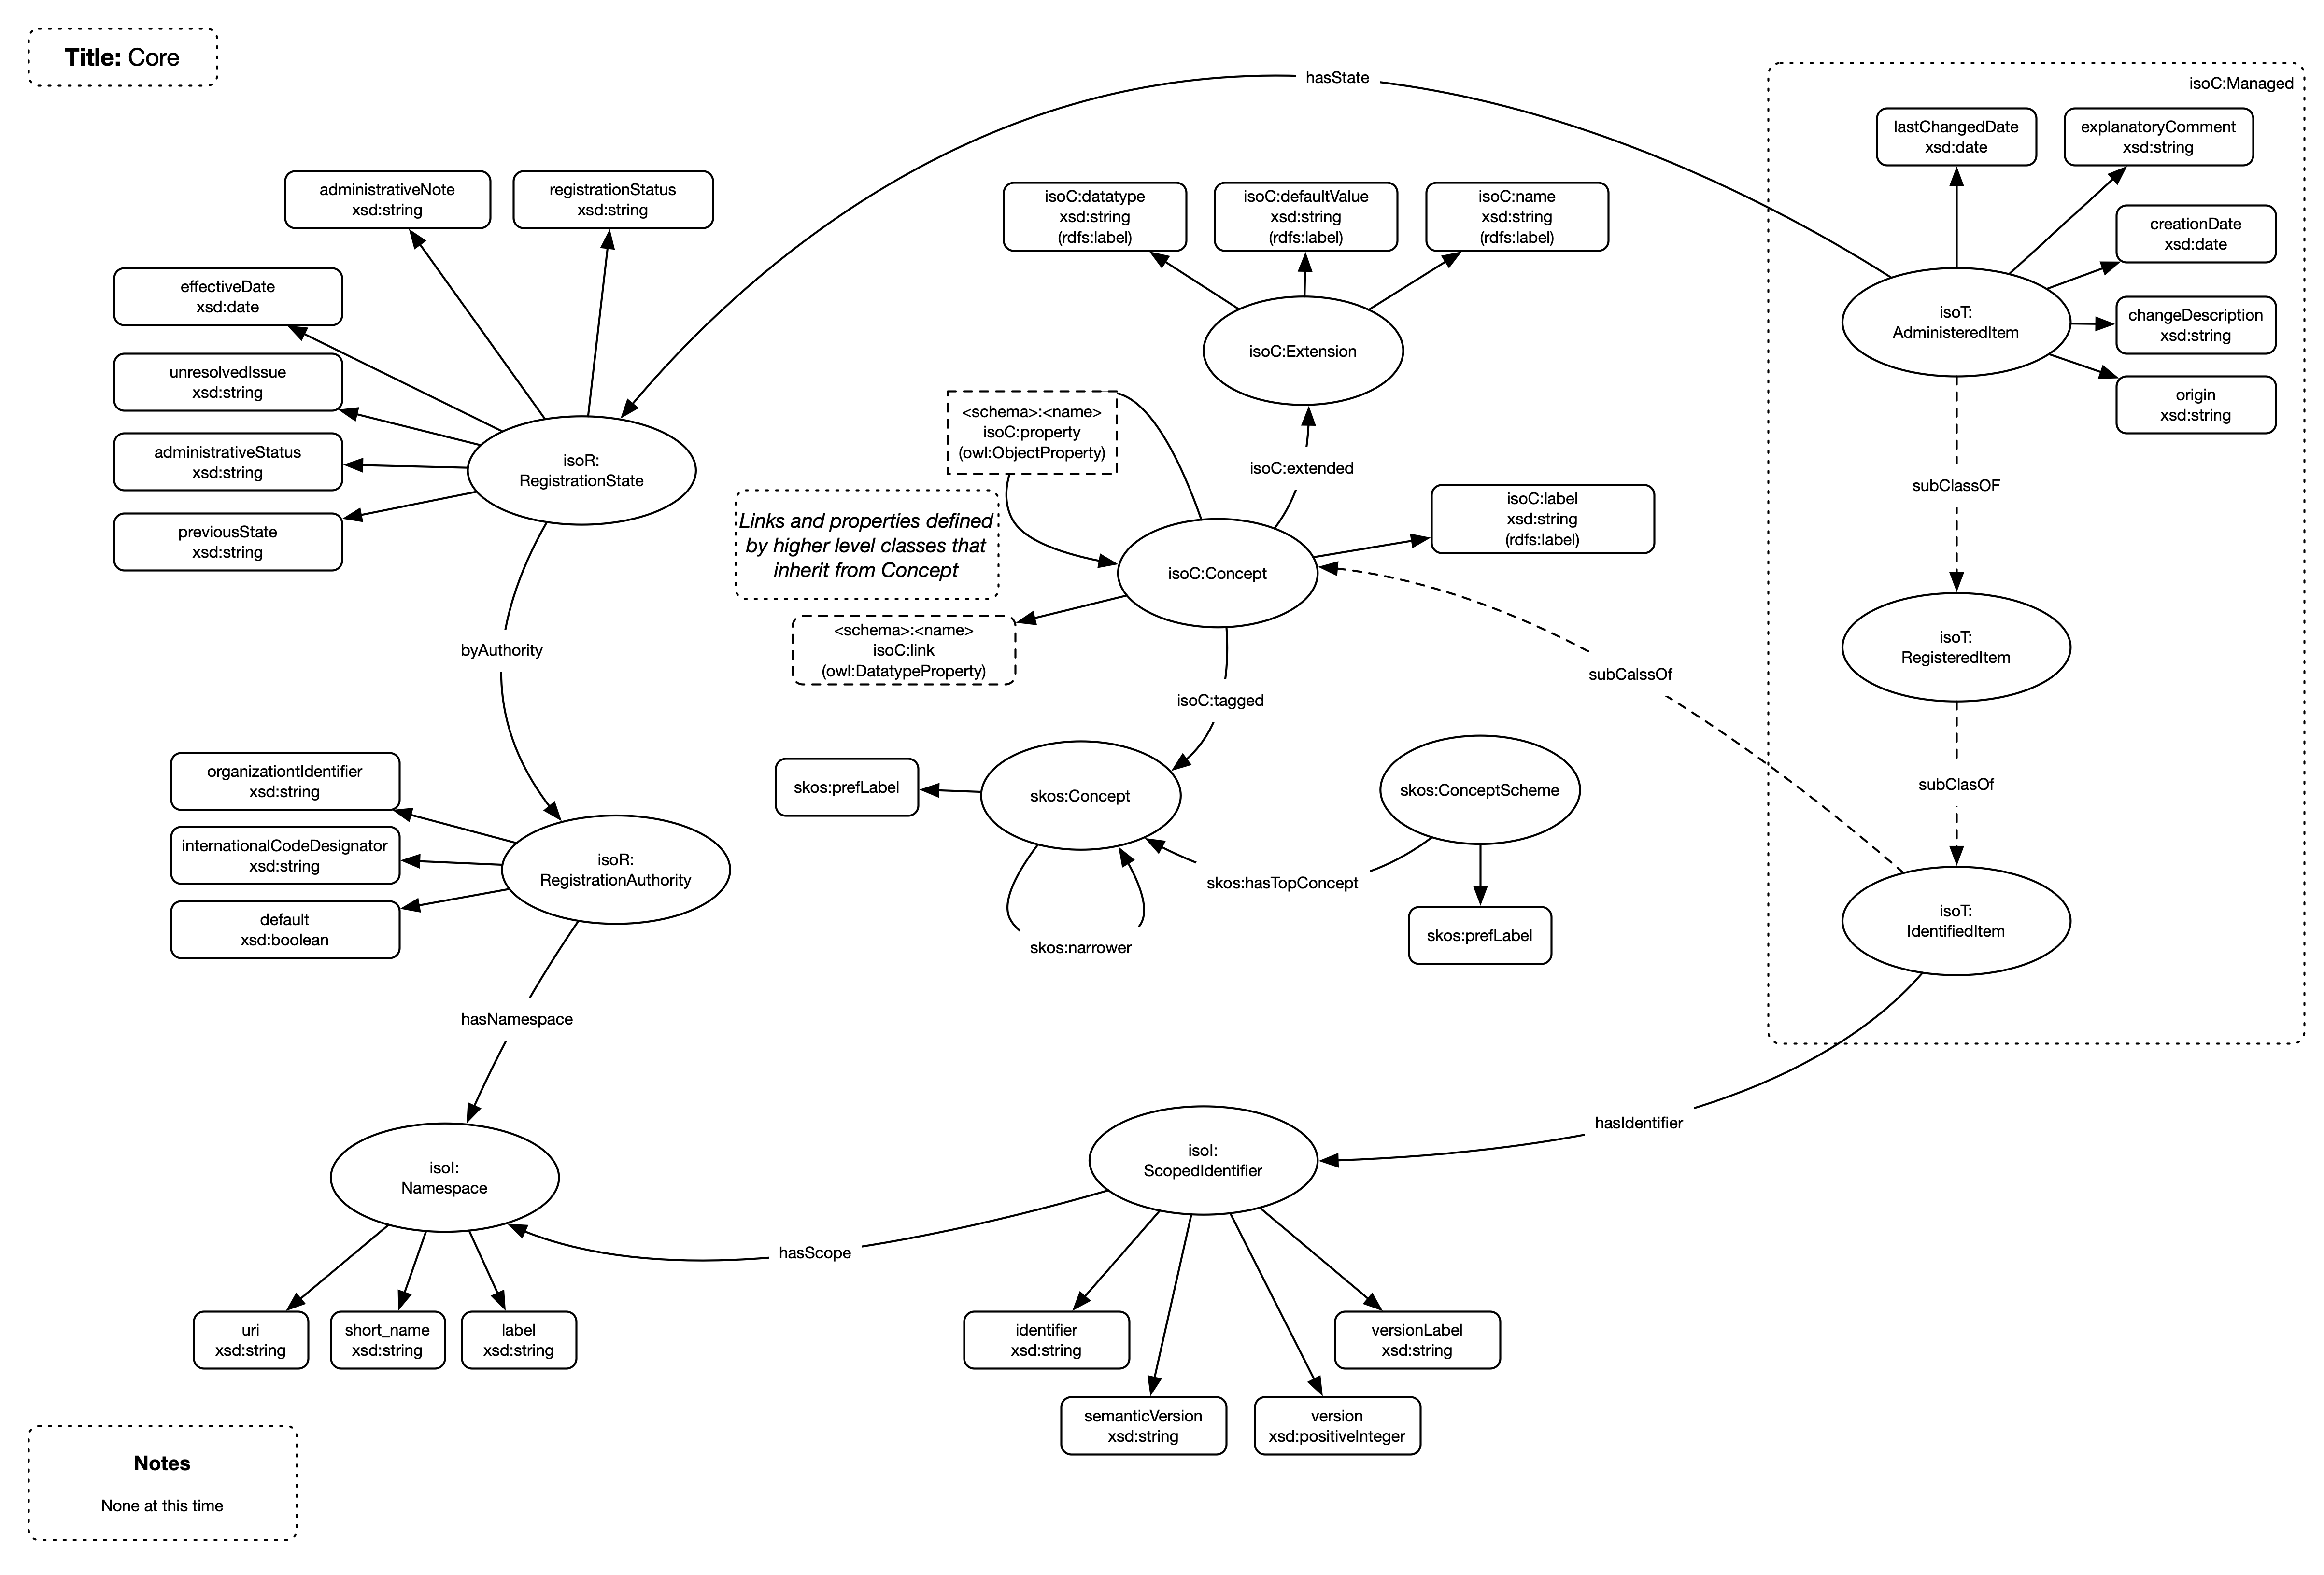 Title: Core
hasState
isoC:Managed
lastChangedDate
xsd:date
explanatoryComment
xsd:string
creationDate
xsd:date
isoT:
AdministeredItem
changeDescription
xsd:string
origin
xsd:string
subClassOF
isoT:
RegisteredItem
subClasOf
isoT:
IdentifiedItem
administrativeNote
xsd:string
registrationStatus
xsd:string
effectiveDate
xsd:date
unresolvedIssue
xsd:string
administrativeStatus
xsd:string
previousState
xsd:string
isoR:
RegistrationState
byAuthority
isoC:datatype
xsd:string
(rdfs:label)
isoC:defaultValue
xsd:string
(rdfs:label)
isoC:name
xsd:string
(rdfs:label)
isoC:Extension
<schema>:<name>
isoC:property
(owl:ObjectProperty)
isoC:extended
Links and properties defined
by higher level classes that
inherit from Concept
isoC:Concept
isoC:label
xsd:string
(rdfs:label)
<schema>:<name>
isoC:link
(owl:DatatypeProperty)
subCalssOf
isoC:tagged
skos:prefLabel
skos:Concept
skos:ConceptScheme
skos:hasTopConcept
skos:narrower
skos:prefLabel
organizationtIdentifier
xsd:string
internationalCodeDesignator
xsd:string
default
xsd:boolean
isoR:
RegistrationAuthority
hasNamespace
isoI:
Namespace
uri
xsd:string
short_name
xsd:string
label
xsd:string
hasScope
hasIdentifier
isoI:
ScopedIdentifier
identifier
xsd:string
versionLabel
xsd:string
semanticVersion
xsd:string
version
xsd:positiveInteger
Notes
None at this time